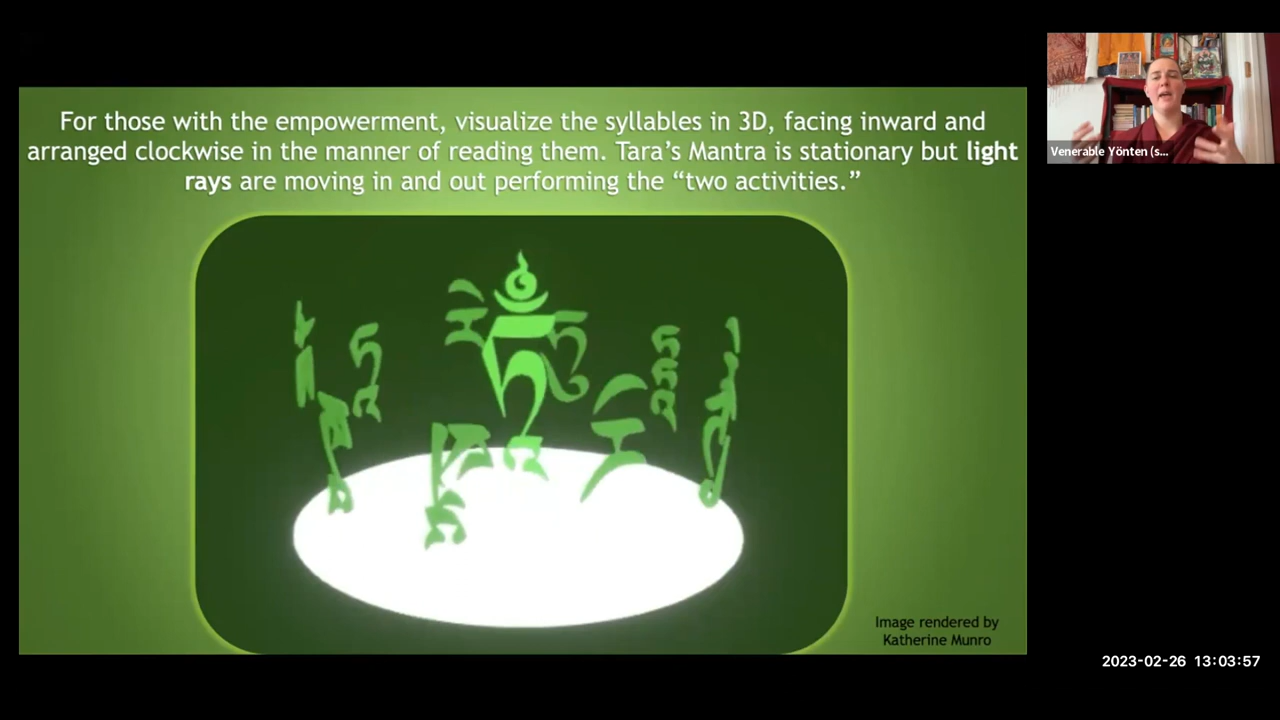 For those with the empowerment, visualize the syllables in 3D, facing inward and
arranged clockwise in the manner of reading them. Tara’s Mantra is stationary but light
rays are moving in and out performing the “two activities.”
Image rendered by
Katherine Munro
Venerable Yönten (s...
2023-02-26 13:03:57